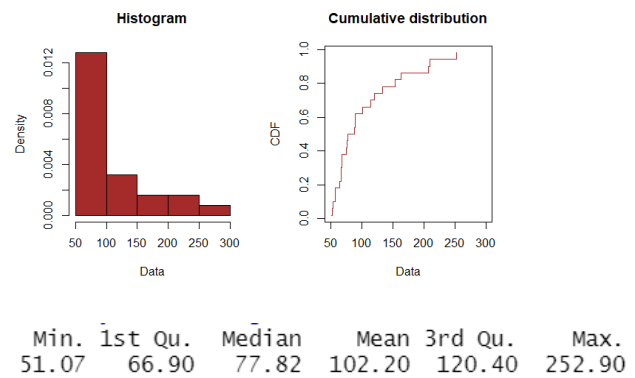 Histogram
Cumulative distribution
Density
0.000 0.004 0.008 0.012
50 100 150 200 250 300
Data
CDF
0.0 0.2 0.4 0.6 0.8 1.0
50 100 150 200 250 300
Data
Min. 1st Qu. Median Mean 3rd Qu. Max.
51.07 66.90 77.82 102.20 120.40 252.90